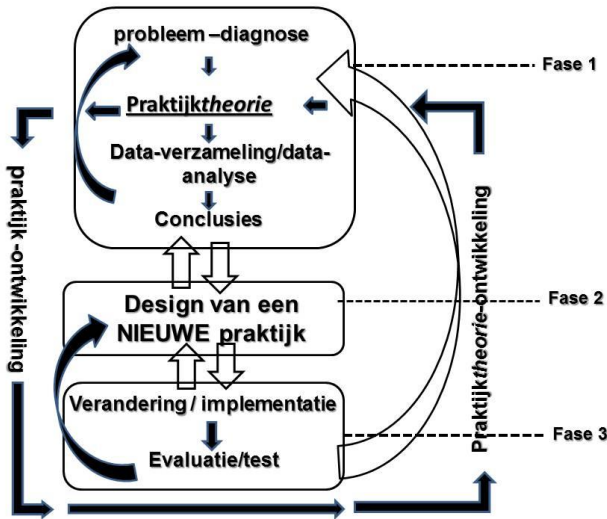 probleem –diagnose
Fase 1
Praktijktheorie
Data-verzameling/data-
analyse
Conclusies
praktijk -ontwikkeling
Praktijktheorie-ontwikkeling
Design van een
NIEUWE praktijk
Fase 2
Verandering / implementatie
Evaluatie/test
Fase 3